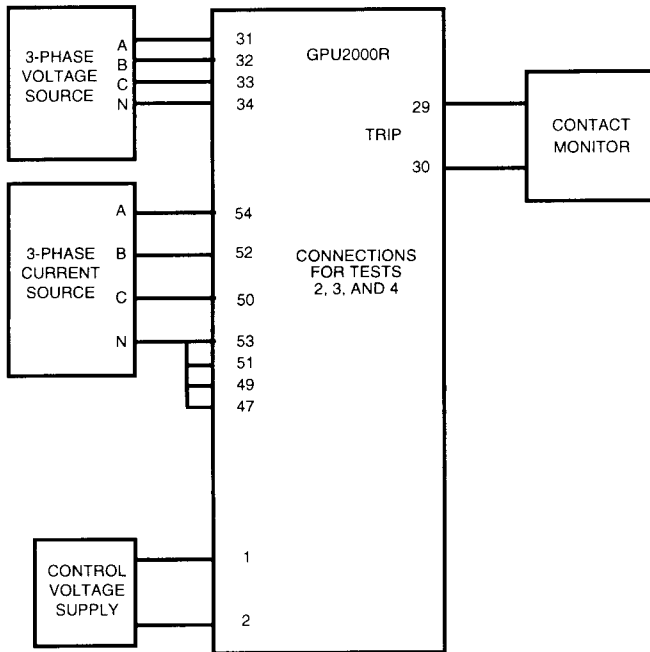 3-PHASE
VOLTAGE
SOURCE
A
B
C
N
31
32
33
34
GPU2000R
29
TRIP
30
CONTACT
MONITOR
3-PHASE
CURRENT
SOURCE
A
B
C
N
54
52
50
53
51
49
47
CONNECTIONS
FOR TESTS
2, 3, AND 4
CONTROL
VOLTAGE
SUPPLY
1
2